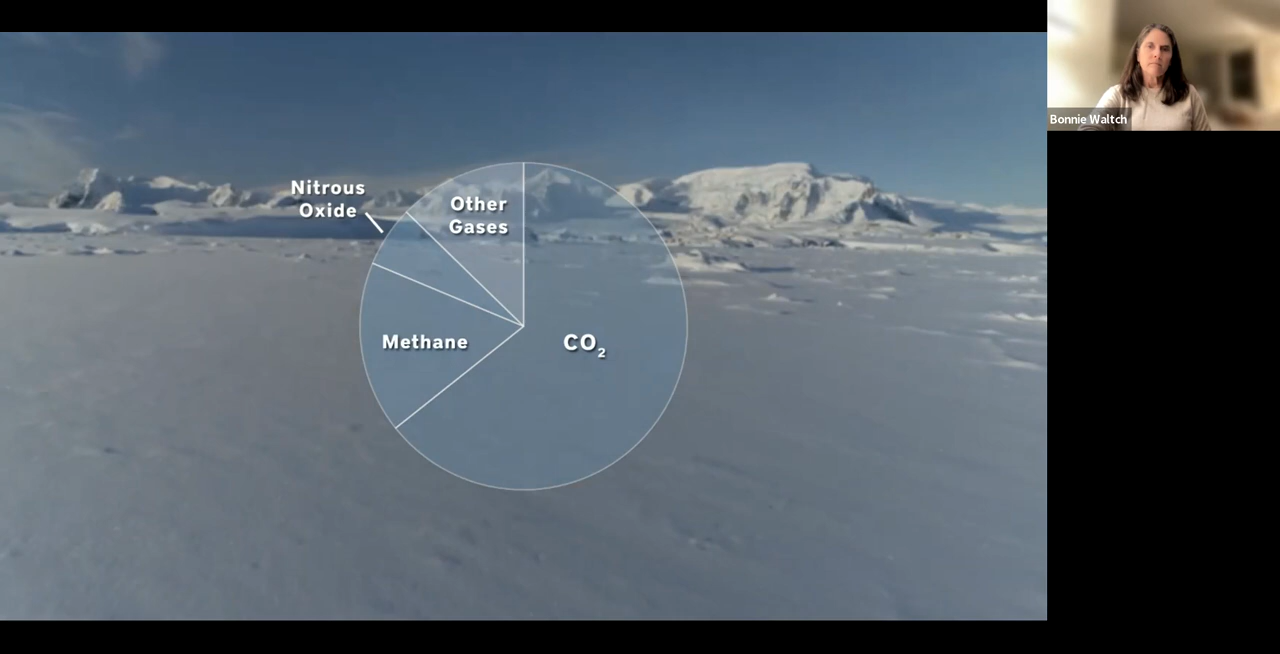 Bonnie Waltch
Nitrous
Oxide
Other
Gases
Methane
CO₂